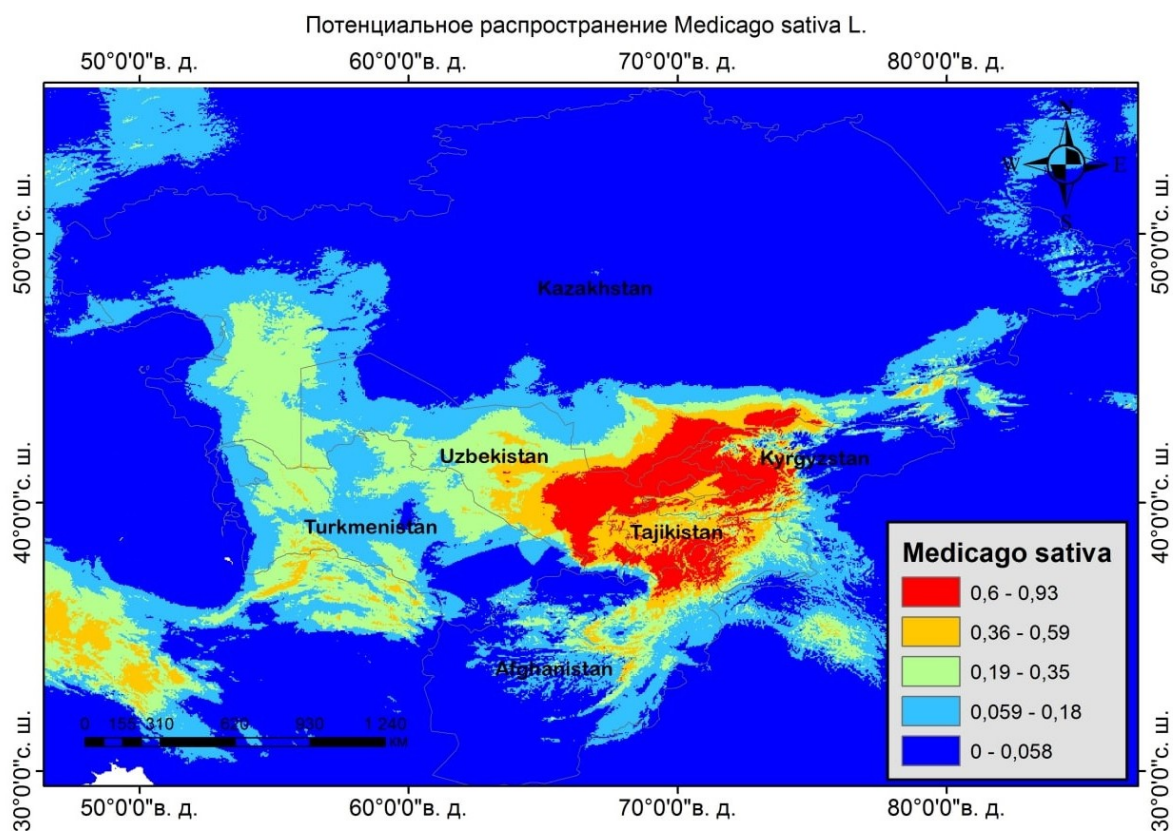 Потенциальное распространение Medicago sativa L.
50°0'0"в. д. 60°0'0"в. д. 70°0'0"в. д. 80°0'0"в. д.
N
W E
S
50°0'0"с. ш. 50°0'0"с. ш.
Kazakhstan
Uzbekistan Kyrgyzstan
40°0'0"с. ш. 40°0'0"с. ш.
Turkmenistan Tajikistan
Afghanistan
Medicago sativa
0,6 - 0,93
0,36 - 0,59
0,19 - 0,35
0,059 - 0,18
0 - 0,058
0 155 310 620 930 1 240
км
30°0'0"с. ш. 30°0'0"с. ш.
50°0'0"в. д. 60°0'0"в. д. 70°0'0"в. д. 80°0'0"в. д.